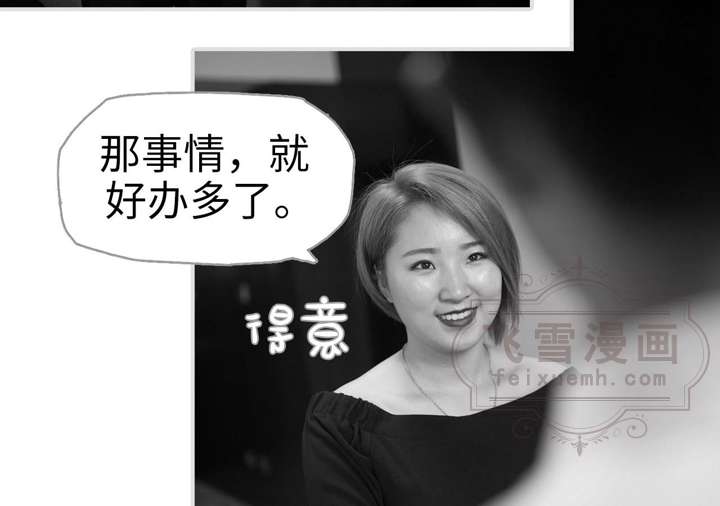 那事情，就
好办多了。
得意
飞雪漫画
feixuemh.com